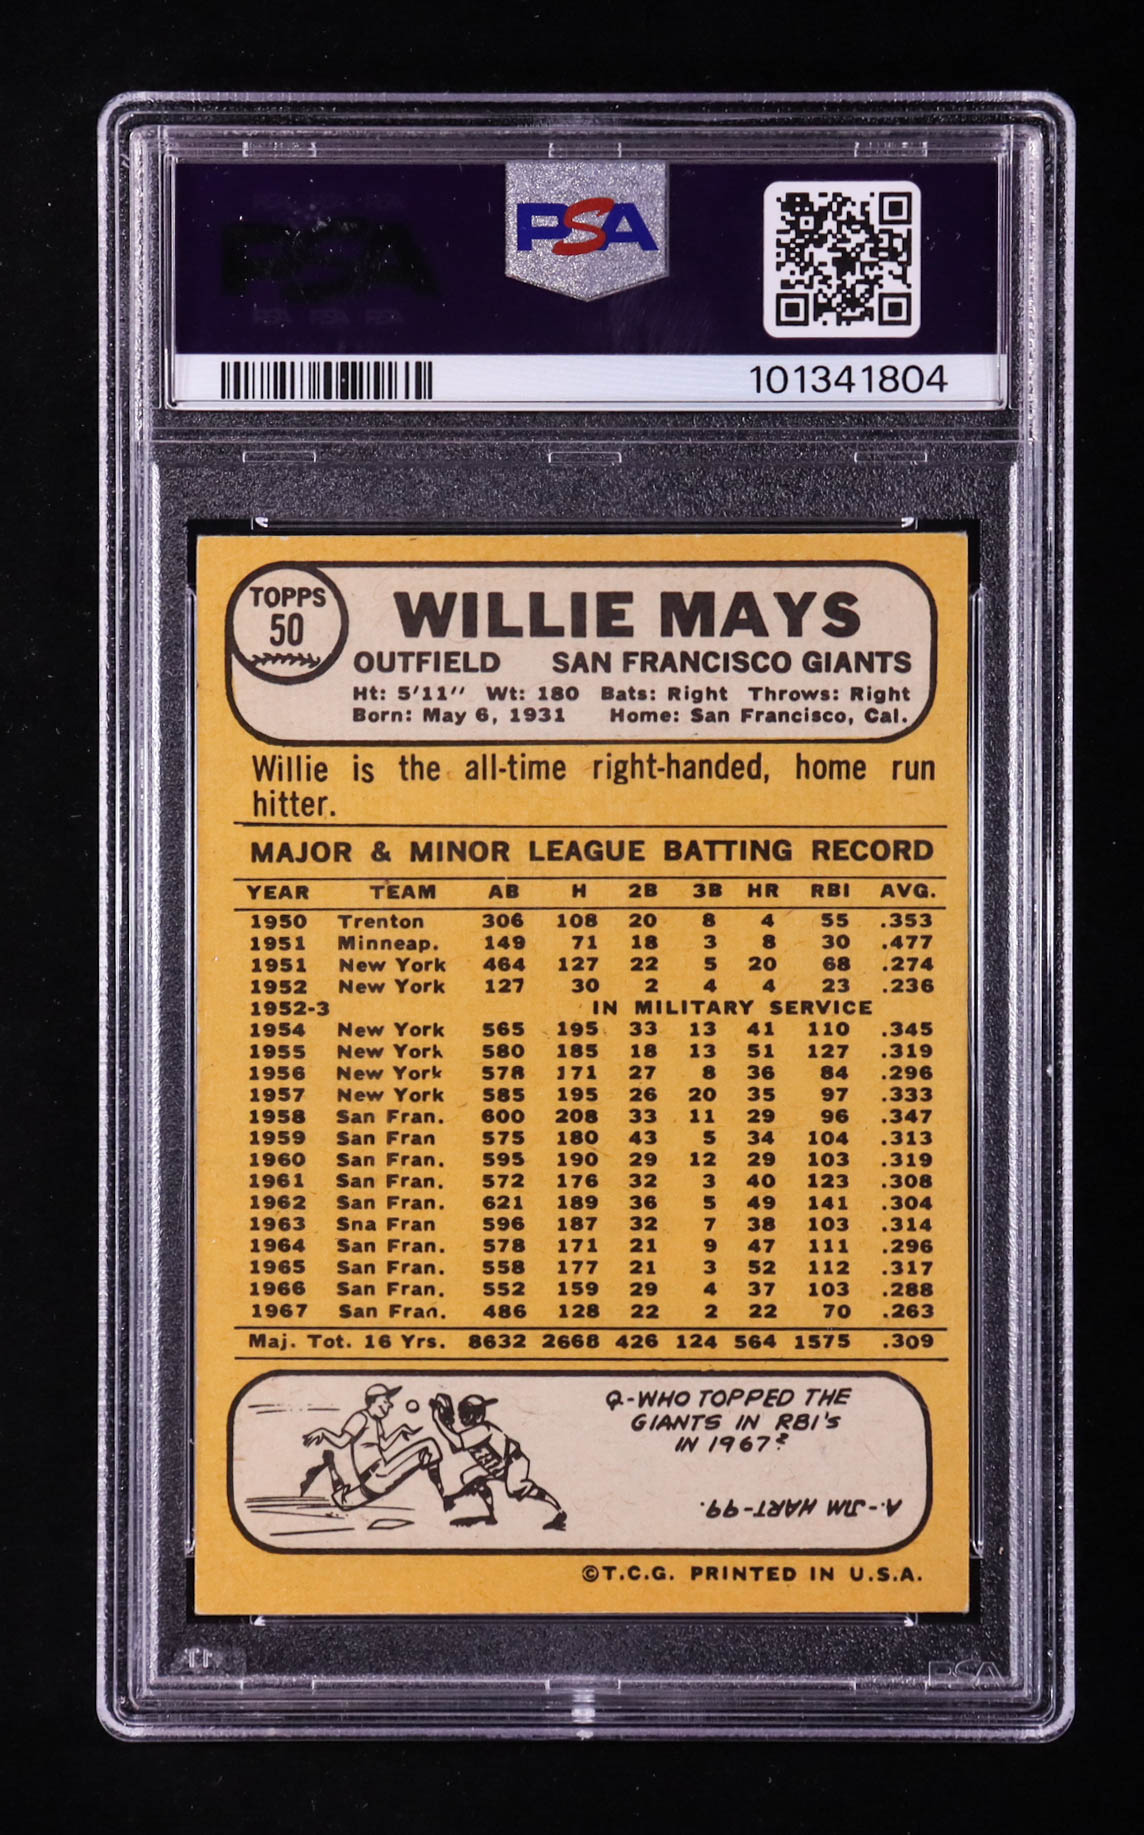 PSA
PSA
101341804
TOPPS
50
WILLIE MAYS
OUTFIELD SAN FRANCISCO GIANTS
Ht: 5'11" Wt: 180 Bats: Right Throws: Right
Born: May 6, 1931 Home: San Francisco, Cal.
Willie is the all-time right-handed, home run
hitter.
MAJOR & MINOR LEAGUE BATTING RECORD
YEAR TEAM AB H 2B 3B HR RBI AVG.
1950 Trenton 306 108 20 8 4 55 .353
1951 Minneap. 149 71 18 3 8 30 .477
1951 New York 464 127 22 5 20 68 .274
1952 New York 127 30 2 4 4 23 .236
1952-3 IN MILITARY SERVICE
1954 New York 565 195 33 13 41 110 .345
1955 New York 580 185 18 13 51 127 .319
1956 New York 578 171 27 8 36 84 .296
1957 New York 585 195 26 20 35 97 .333
1958 San Fran. 600 208 33 11 29 96 .347
1959 San Fran 575 180 43 5 34 104 .313
1960 San Fran. 595 190 29 12 29 103 .319
1961 San Fran. 572 176 32 3 40 123 .308
1962 San Fran. 621 189 36 5 49 141 .304
1963 Sna Fran 596 187 32 7 38 103 .314
1964 San Fran. 578 171 21 9 47 111 .296
1965 San Fran. 558 177 21 3 52 112 .317
1966 San Fran. 552 159 29 4 37 103 .288
1967 San Fran. 486 128 22 2 22 70 .263
Maj. Tot. 16 Yrs. 8632 2668 426 124 564 1575 .309
Q.-WHO TOPPED THE
GIANTS IN RBI'S
IN 1967?
A.-JIM HART-99.
©T.C.G. PRINTED IN U.S.A.
PSA